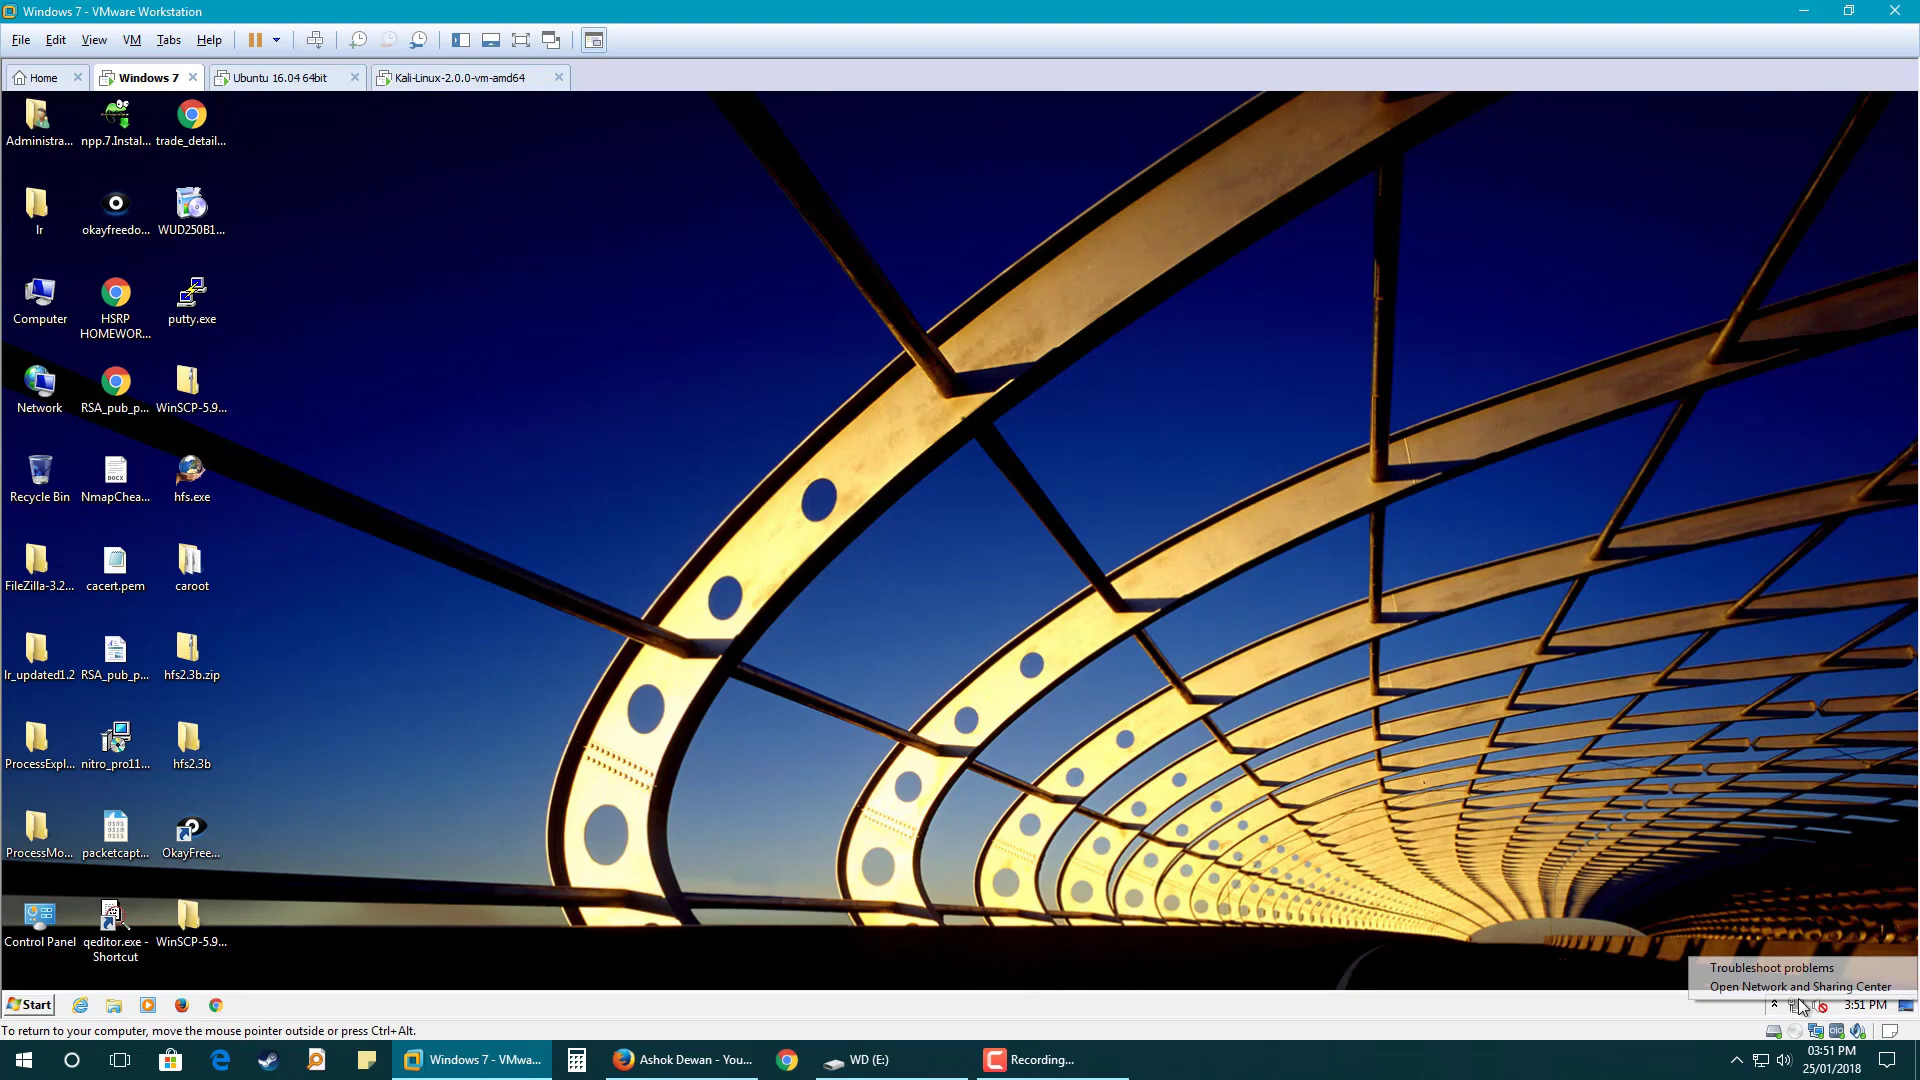 Windows 7 - VMware Workstation
File Edit View VM Tabs Help
Home Windows 7 Ubuntu 16.04 64bit Kali-Linux-2.0.0-vm-amd64
Administra... npp.7.Instal... trade_detail...
lr okayfreedo... WUD250B1...
Computer HSRP HOMEWOR... putty.exe
Network RSA_pub_p... WinSCP-5.9...
Recycle Bin NmapChea... hfs.exe
FileZilla-3.2... cacert.pem caroot
lr_updated1.2 RSA_pub_p... hfs2.3b.zip
ProcessExpl... nitro_pro11... hfs2.3b
ProcessMo... packetcapt... OkayFree...
Control Panel qeditor.exe - Shortcut WinSCP-5.9...
Troubleshoot problems
Open Network and Sharing Center
Start 3:51 PM
To return to your computer, move the mouse pointer outside or press Ctrl+Alt.
Windows 7 - VMwa... Ashok Dewan - You... WD (E:) Recording... 03:51 PM
25/01/2018